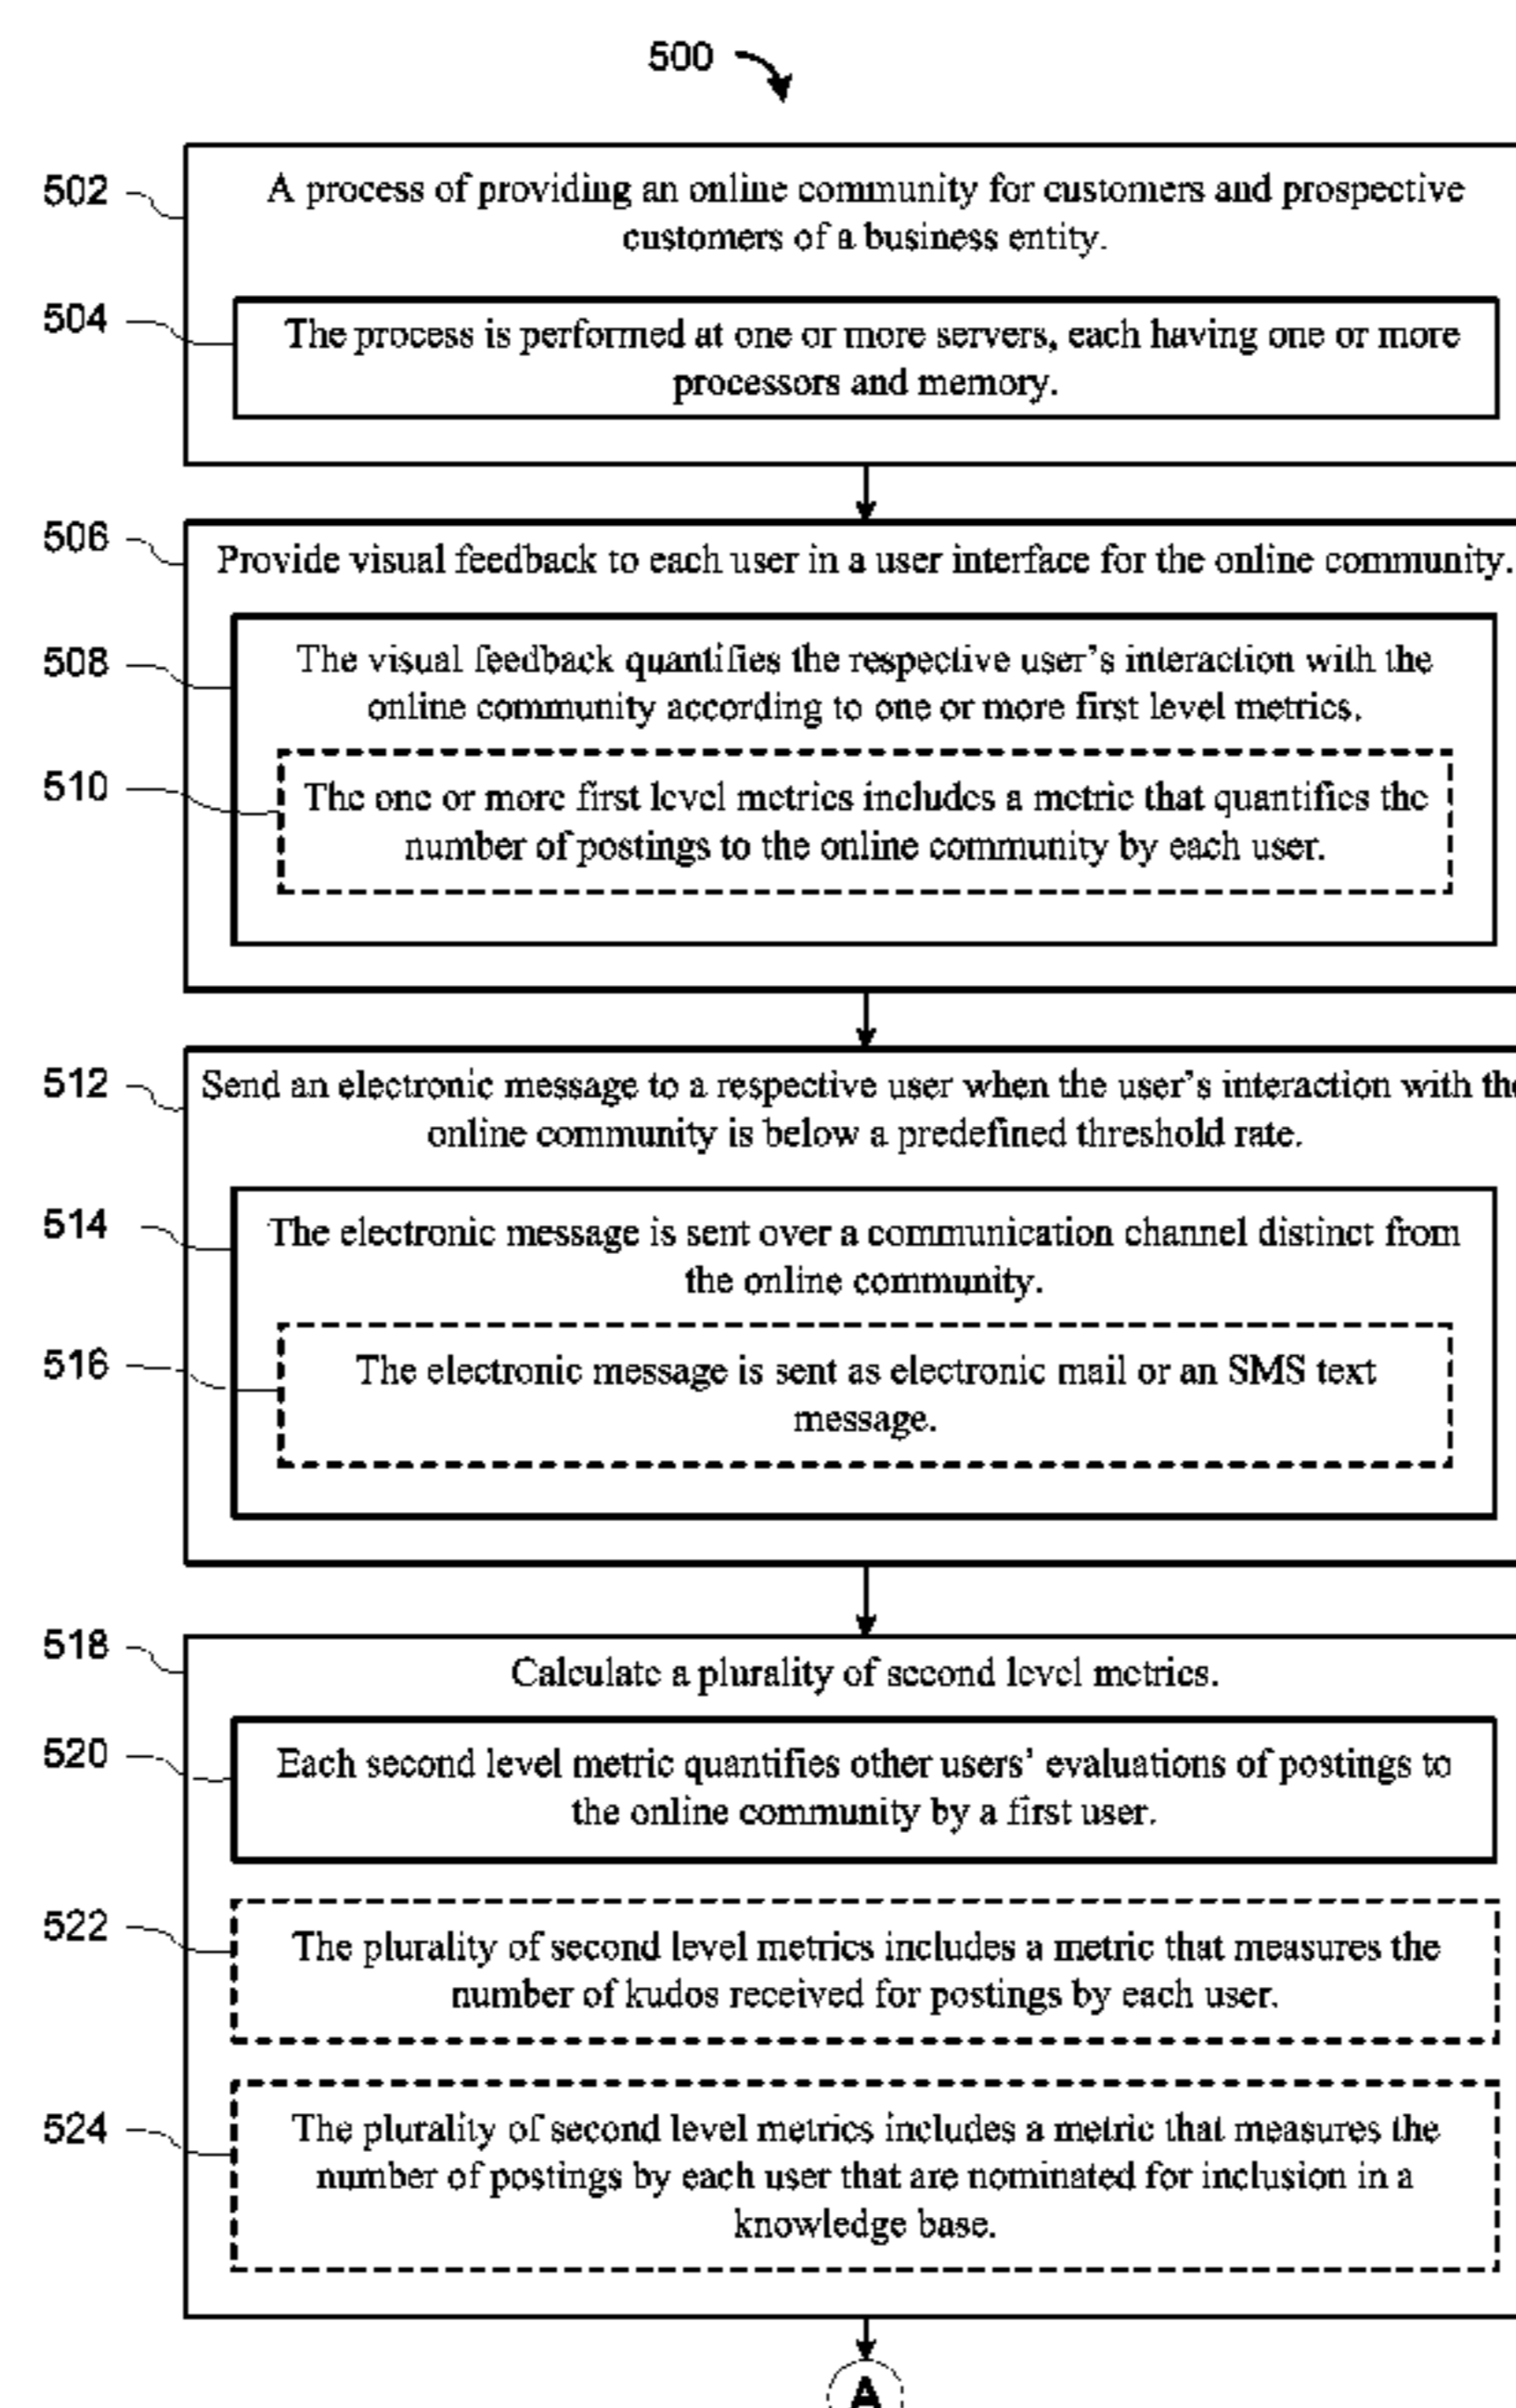 500
502
A process of providing an online community for customers and prospective
customers of a business entity.
504
The process is performed at one or more servers, each having one or more
processors and memory.
506
Provide visual feedback to each user in a user interface for the online community.
508
The visual feedback quantifies the respective user's interaction with the
online community according to one or more first level metrics.
510
The one or more first level metrics includes a metric that quantifies the
number of postings to the online community by each user.
512
Send an electronic message to a respective user when the user's interaction with the
online community is below a predefined threshold rate.
514
The electronic message is sent over a communication channel distinct from
the online community.
516
The electronic message is sent as electronic mail or an SMS text
message.
518
Calculate a plurality of second level metrics.
520
Each second level metric quantifies other users' evaluations of postings to
the online community by a first user.
522
The plurality of second level metrics includes a metric that measures the
number of kudos received for postings by each user.
524
The plurality of second level metrics includes a metric that measures the
number of postings by each user that are nominated for inclusion in a
knowledge base.
A